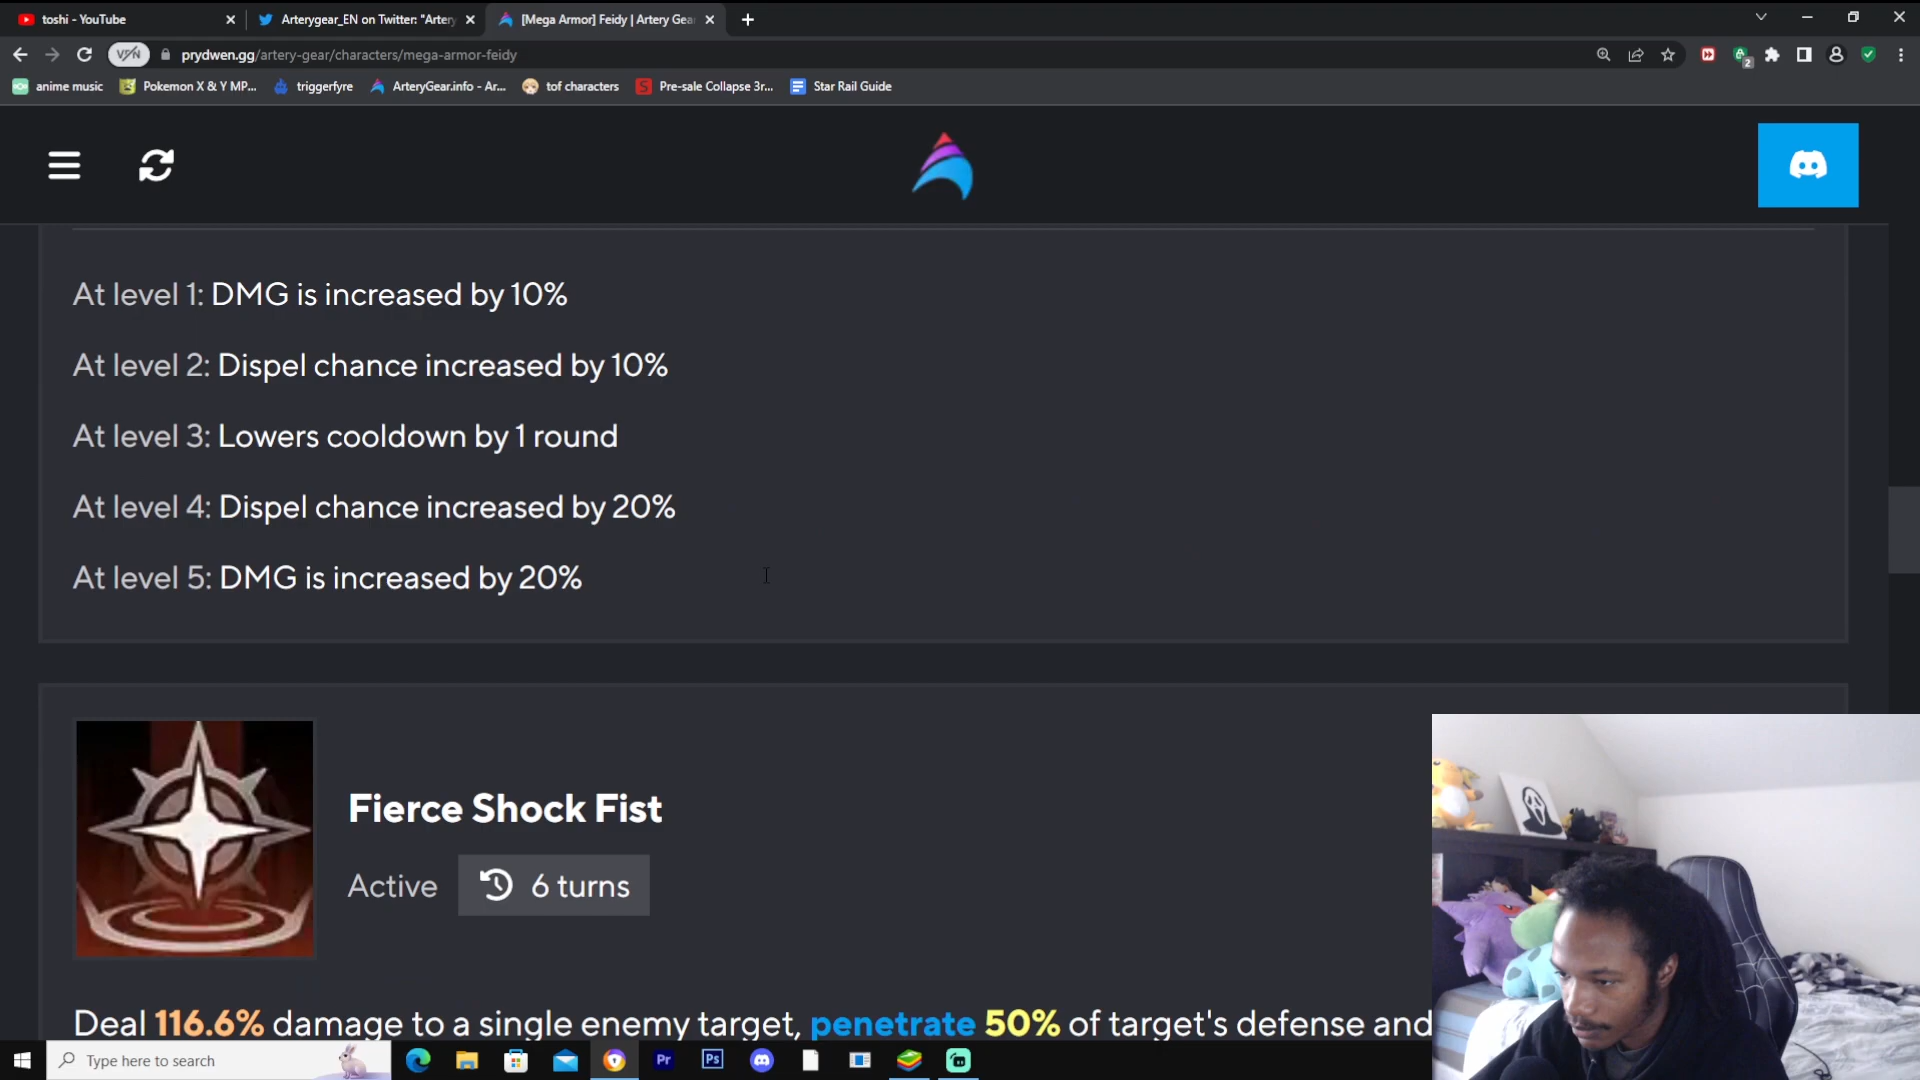 toshi - YouTube
Arterygear_EN on Twitter: "Artery
[Mega Armor] Feidy | Artery Gea
VPN
prydwen.gg/artery-gear/characters/mega-armor-feidy
2
anime music
Pokemon X & Y MP...
triggerfyre
ArteryGear.info - Ar...
tof characters
Pre-sale Collapse 3r...
Star Rail Guide
At level 1: DMG is increased by 10%
At level 2: Dispel chance increased by 10%
At level 3: Lowers cooldown by 1 round
At level 4: Dispel chance increased by 20%
At level 5: DMG is increased by 20%
Fierce Shock Fist
Active
6 turns
Deal 116.6% damage to a single enemy target, penetrate 50% of target's defense and
Type here to search
Pr
Ps